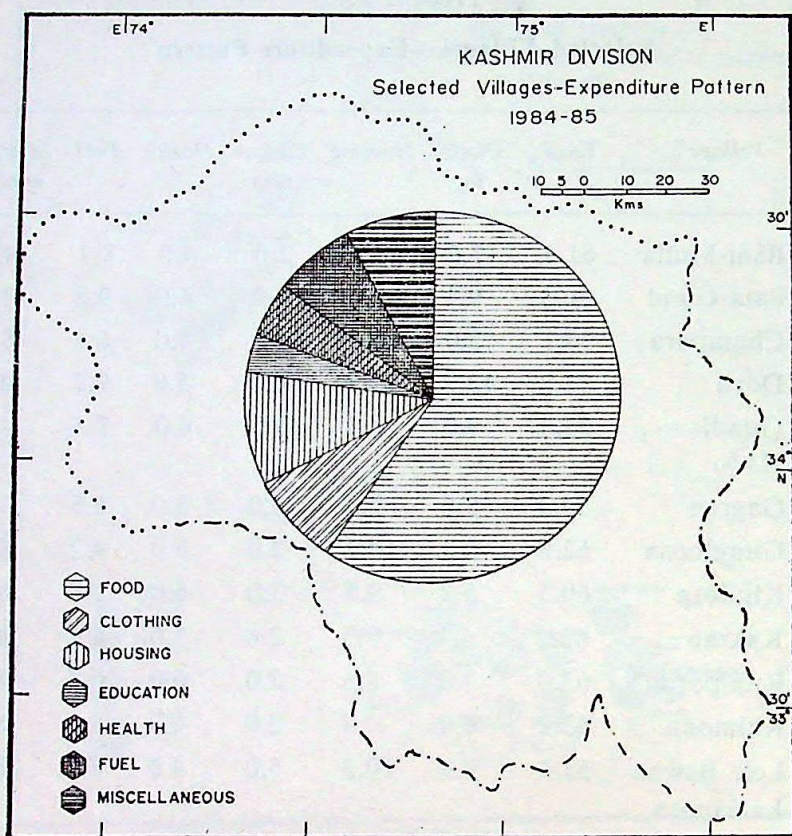 E 74°
75°
E
KASHMIR DIVISION
Selected Villages-Expenditure Pattern
1984-85
10 5 0 10 20 30
Kms
30'
34°
N
30'
33°
FOOD
CLOTHING
HOUSING
EDUCATION
HEALTH
FUEL
MISCELLANEOUS